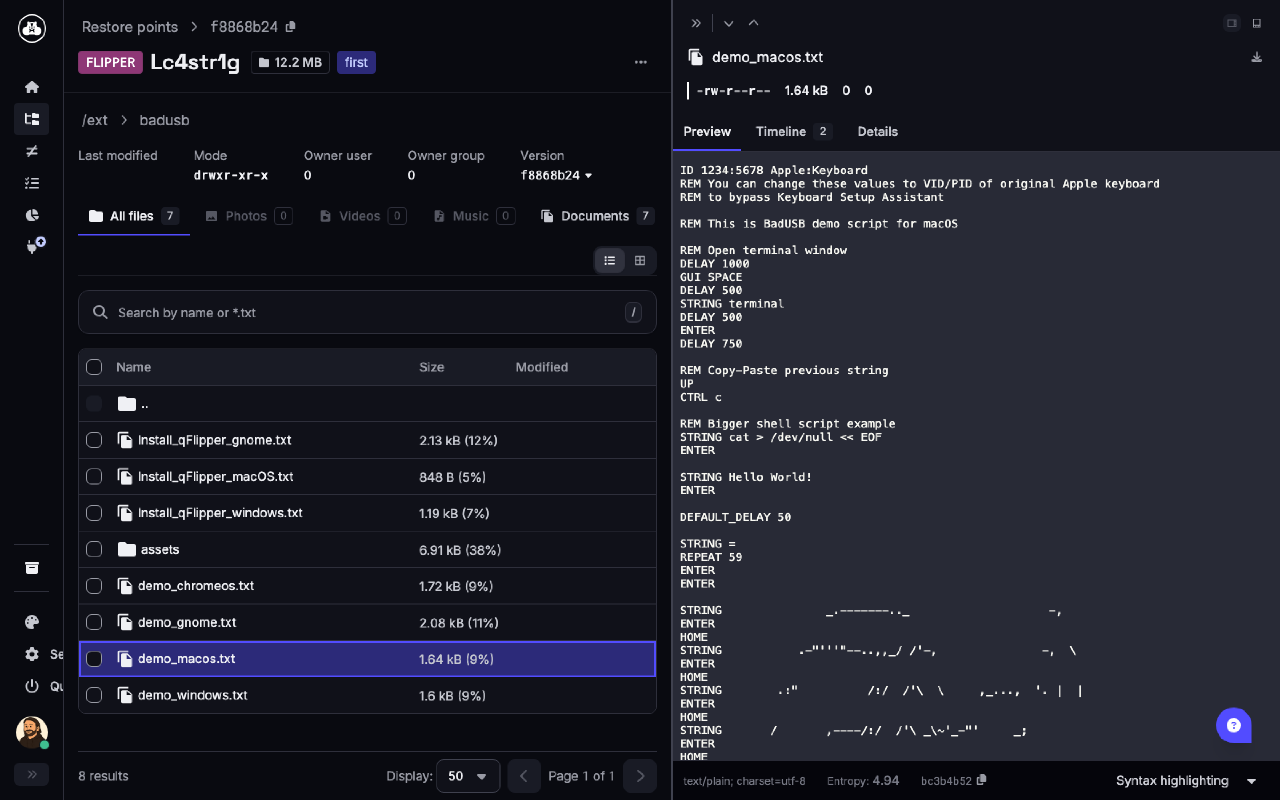 Restore points > f8868b24
FLIPPER Lc4str1g 12.2 MB first
/ext > badusb
Last modified Mode Owner user Owner group Version
drwxr-xr-x 0 0 f8868b24
All files 7 Photos 0 Videos 0 Music 0 Documents 7
Search by name or *.txt /
Name Size Modified
..
Install_qFlipper_gnome.txt 2.13 kB (12%)
Install_qFlipper_macOS.txt 848 B (5%)
Install_qFlipper_windows.txt 1.19 kB (7%)
assets 6.91 kB (38%)
demo_chromeos.txt 1.72 kB (9%)
demo_gnome.txt 2.08 kB (11%)
demo_macos.txt 1.64 kB (9%)
demo_windows.txt 1.6 kB (9%)
8 results Display: 50 Page 1 of 1
Se
Qu
demo_macos.txt
-rw-r--r-- 1.64 kB 0 0
Preview Timeline 2 Details
ID 1234:5678 Apple:Keyboard
REM You can change these values to VID/PID of original Apple keyboard
REM to bypass Keyboard Setup Assistant
REM This is BadUSB demo script for macOS
REM Open terminal window
DELAY 1000
GUI SPACE
DELAY 500
STRING terminal
DELAY 500
ENTER
DELAY 750
REM Copy-Paste previous string
UP
CTRL c
REM Bigger shell script example
STRING cat > /dev/null << EOF
ENTER
STRING Hello World!
ENTER
DEFAULT_DELAY 50
STRING =
REPEAT 59
ENTER
ENTER
STRING               _.-------.._                    -,
ENTER
HOME
STRING           .-"'''"--..,,_/ /'-,               -,  \
ENTER
HOME
STRING        .:"          /:/  /'\  \     ,_...,  '. |  |
ENTER
HOME
STRING       /       ,----/:/  /'\ _\~'_-"'     _;
ENTER
HOME
text/plain; charset=utf-8 Entropy: 4.94 bc3b4b52 Syntax highlighting